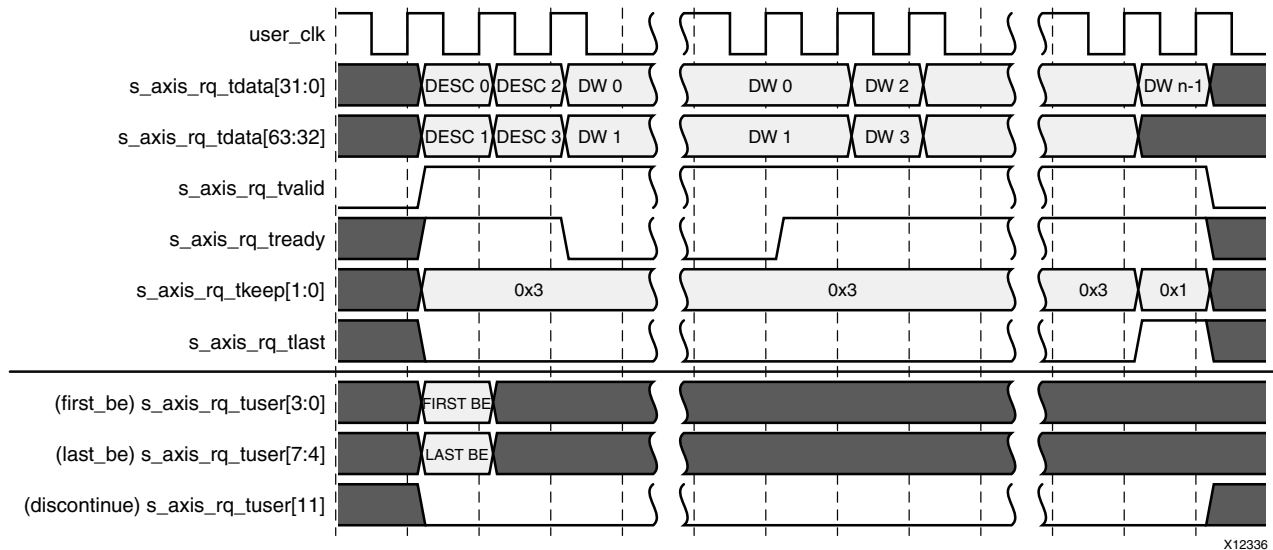 user_clk
s_axis_rq_tdata[31:0] DESC 0 DESC 2 DW 0 DW 0 DW 2 DW n-1
s_axis_rq_tdata[63:32] DESC 1 DESC 3 DW 1 DW 1 DW 3
s_axis_rq_tvalid
s_axis_rq_tready
s_axis_rq_tkeep[1:0] 0x3 0x3 0x3 0x1
s_axis_rq_tlast
(first_be) s_axis_rq_tuser[3:0] FIRST BE
(last_be) s_axis_rq_tuser[7:4] LAST BE
(discontinue) s_axis_rq_tuser[11]
X12336